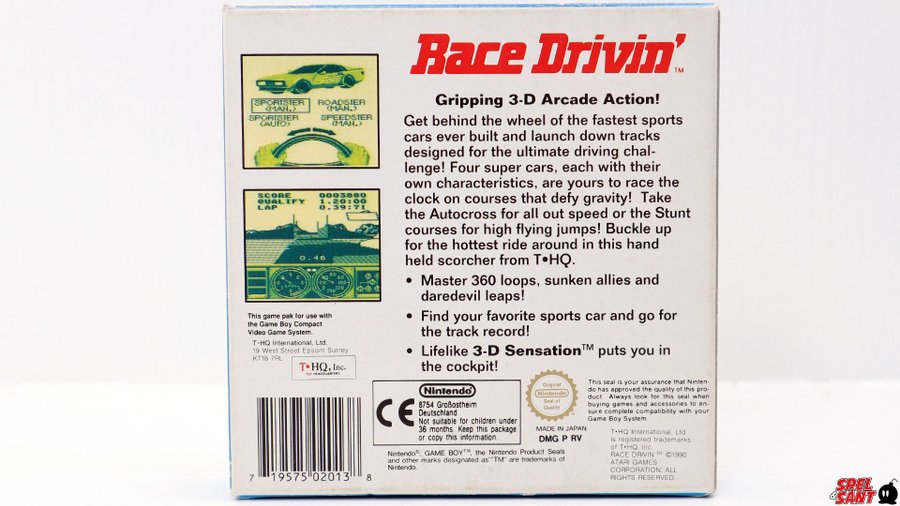 Race Drivin'™
Gripping 3-D Arcade Action!
Get behind the wheel of the fastest sports
cars ever built and launch down tracks
designed for the ultimate driving chal-
lenge! Four super cars, each with their
own characteristics, are yours to race the
clock on courses that defy gravity! Take
the Autocross for all out speed or the Stunt
courses for high flying jumps! Buckle up
for the hottest ride around in this hand
held scorcher from T•HQ.
• Master 360 loops, sunken allies and
daredevil leaps!
• Find your favorite sports car and go for
the track record!
• Lifelike 3-D Sensation™ puts you in
the cockpit!
SPORTSTER ROADSTER
(MAN.) (MAN.)
SPORTSTER SPEEDSTER
(AUTO) (MAN.)
SCORE 0003000
QUALIFY 1.20:00
LAP 0.39:71
0.46
This game pak for use with
the Game Boy Compact
Video Game System.
T•HQ International, Ltd.
19 West Street Epsom Surrey
KT18.7RL
T•HQ, Inc.
TOY HEADQUARTERS
7 19575 02013 8
CE
Nintendo
8754 Großostheim
Deutschland
Not suitable for children under
36 months. Keep this package
or copy this information.
Original
Nintendo
Seal of
Quality
MADE IN JAPAN
DMG P RV
Nintendo®, GAME BOY™, the Nintendo Product Seals
and other marks designated as "TM" are trademarks of
Nintendo.
This seal is your assurance that Ninten-
do has approved the quality of this pro-
duct. Always look for this seal when
buying games and accessories to en-
sure complete compatibility with your
Game Boy System.
T•HQ International, Ltd
is registered trademarks
of T•HQ, Inc.
RACE DRIVIN'™ ©1990
ATARI GAMES
CORPORATION. ALL
RIGHTS RESERVED.
SPEL
SANT